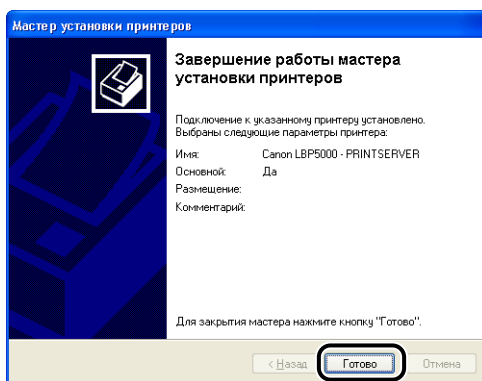 Мастер установки принтеров
Завершение работы мастера
установки принтеров
Подключение к указанному принтеру установлено.
Выбраны следующие параметры принтера:
Имя: Canon LBP5000 - PRINTSERVER
Основной: Да
Размещение:
Комментарий:
Для закрытия мастера нажмите кнопку "Готово".
< Назад Готово Отмена